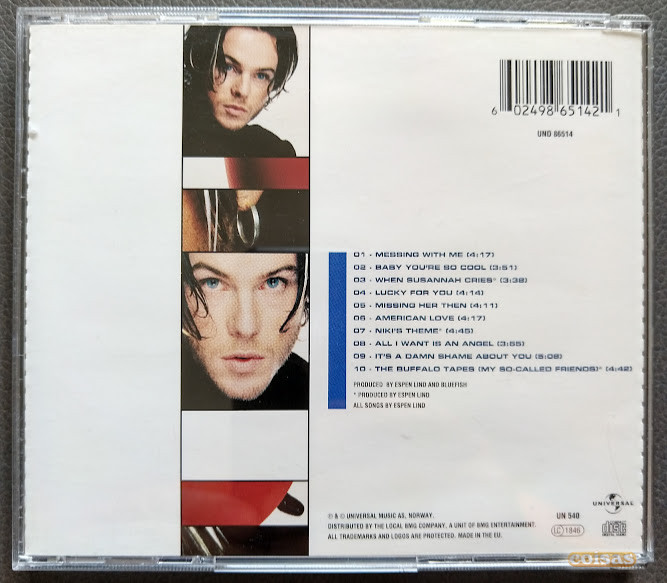 6 02498 65142 1
UND 86514
01 - MESSING WITH ME (4:17)
02 - BABY YOU'RE SO COOL (3:51)
03 - WHEN SUSANNAH CRIES* (3:38)
04 - LUCKY FOR YOU (4:14)
05 - MISSING HER THEN (4:11)
06 - AMERICAN LOVE (4:17)
07 - NIKI'S THEME* (4:45)
08 - ALL I WANT IS AN ANGEL (3:55)
09 - IT'S A DAMN SHAME ABOUT YOU (5:08)
10 - THE BUFFALO TAPES (MY SO-CALLED FRIENDS)* (4:42)
PRODUCED BY ESPEN LIND AND BLUEFISH
* PRODUCED BY ESPEN LIND
ALL SONGS BY ESPEN LIND
UNIVERSAL
℗ & © UNIVERSAL MUSIC AS, NORWAY. UN 540
DISTRIBUTED BY THE LOCAL BMG COMPANY, A UNIT OF BMG ENTERTAINMENT.
ALL TRADEMARKS AND LOGOS ARE PROTECTED. MADE IN THE EU. LC 1846 disc
coisas